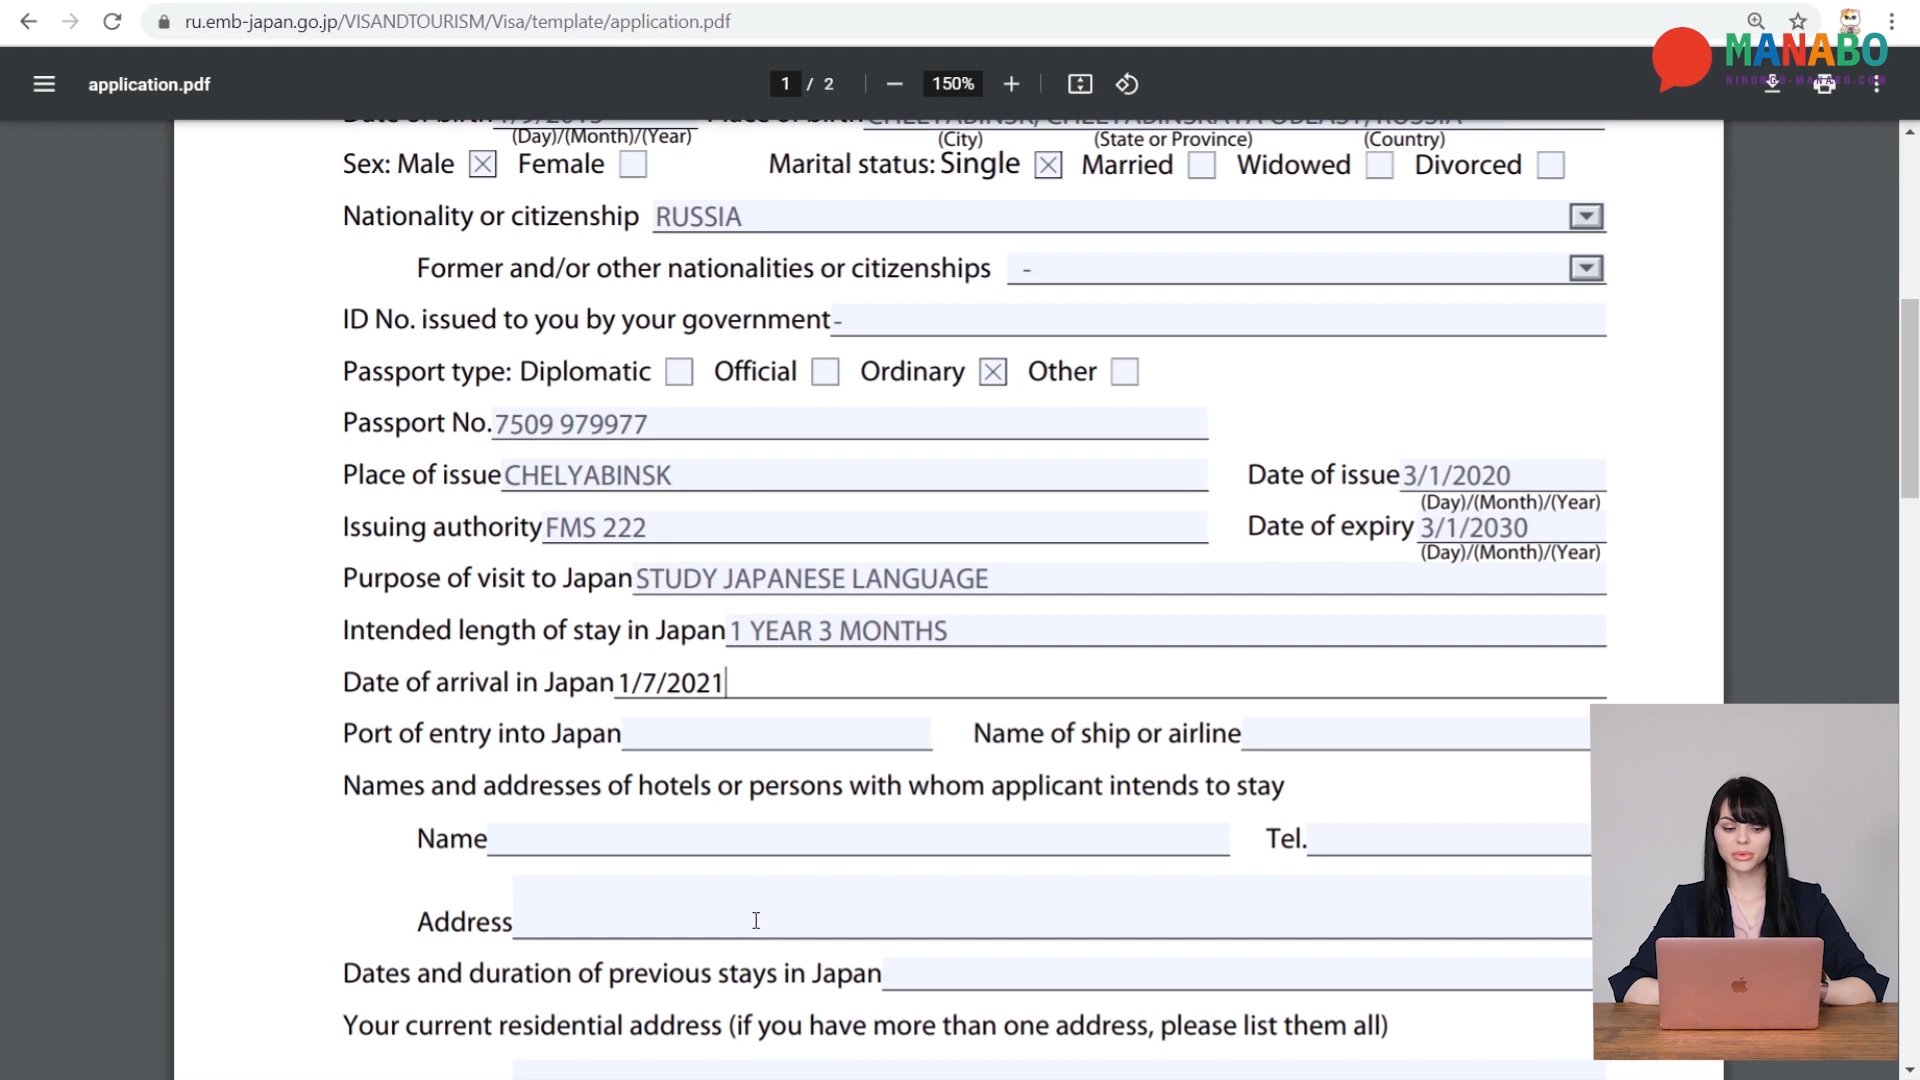 ru.emb-japan.go.jp/VISANDTOURISM/Visa/template/application.pdf
MANABO
application.pdf
1 / 2
150%
(Day)/(Month)/(Year)
(City) (State or Province) (Country)
Sex: Male Female Marital status: Single Married Widowed Divorced
Nationality or citizenship RUSSIA
Former and/or other nationalities or citizenships -
ID No. issued to you by your government -
Passport type: Diplomatic Official Ordinary Other
Passport No. 7509 979977
Place of issue CHELYABINSK Date of issue 3/1/2020
(Day)/(Month)/(Year)
Issuing authority FMS 222 Date of expiry 3/1/2030
(Day)/(Month)/(Year)
Purpose of visit to Japan STUDY JAPANESE LANGUAGE
Intended length of stay in Japan 1 YEAR 3 MONTHS
Date of arrival in Japan 1/7/2021
Port of entry into Japan Name of ship or airline
Names and addresses of hotels or persons with whom applicant intends to stay
Name Tel.
Address
Dates and duration of previous stays in Japan
Your current residential address (if you have more than one address, please list them all)